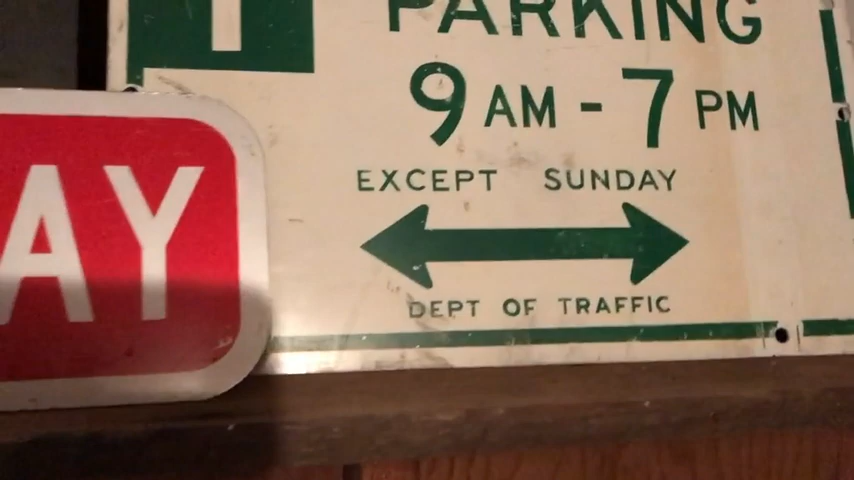 PARKING
9 AM - 7 PM
EXCEPT SUNDAY
DEPT OF TRAFFIC
AY